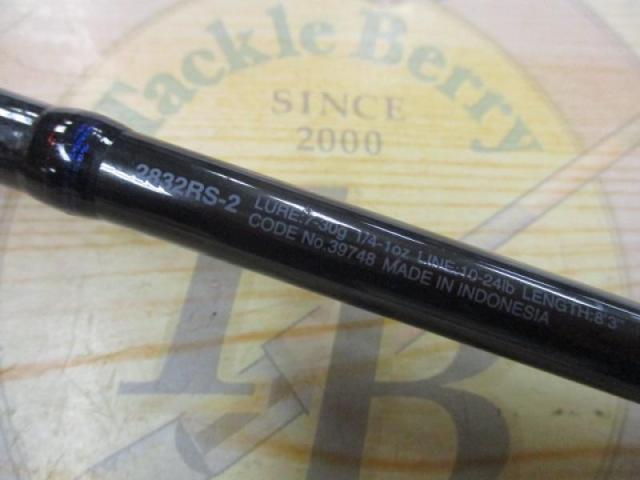 Tackle Berry
SINCE
2000
TB
2832RS-2
LURE:7-30g 1/4-1oz LINE:10-24lb LENGTH:8'3"
CODE No.39748 MADE IN INDONESIA